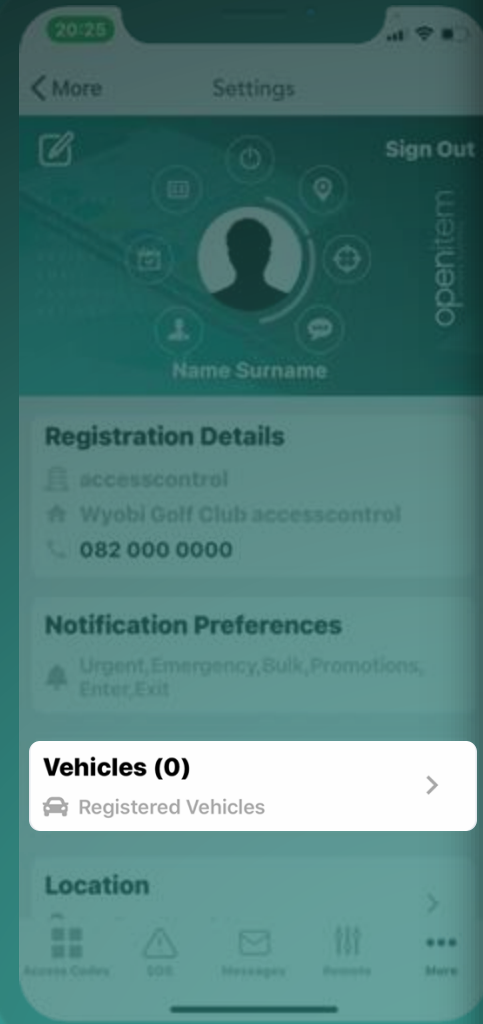 20:25
More
Settings
Sign Out
openitem
Name Surname
Registration Details
accesscontrol
Wyobi Golf Club accesscontrol
082 000 0000
Notification Preferences
Urgent,Emergency,Bulk,Promotions,
Enter,Exit
Vehicles (0)
Registered Vehicles
Location
Access Codes
SOS
Messages
Remote
More